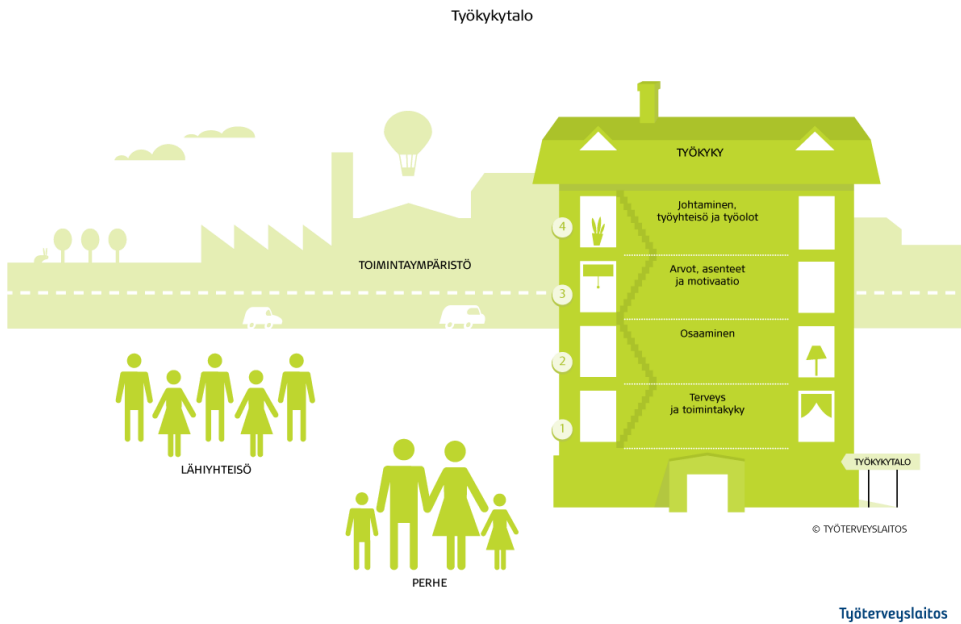 Työkykytalo
TYÖKYKY
4
Johtaminen,
työyhteisö ja työolot
TOIMINTAYMPÄRISTÖ
3
Arvot, asenteet
ja motivaatio
2
Osaaminen
1
Terveys
ja toimintakyky
LÄHIYHTEISÖ
TYÖKYKYTALO
© TYÖTERVEYSLAITOS
PERHE
Työterveyslaitos